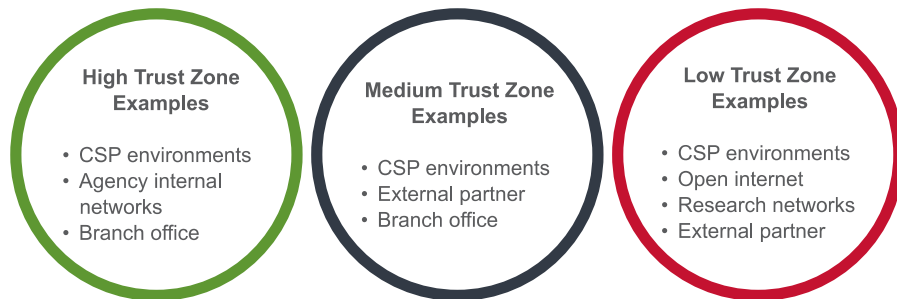 High Trust Zone
Examples
• CSP environments
• Agency internal
networks
• Branch office
Medium Trust Zone
Examples
• CSP environments
• External partner
• Branch office
Low Trust Zone
Examples
• CSP environments
• Open internet
• Research networks
• External partner